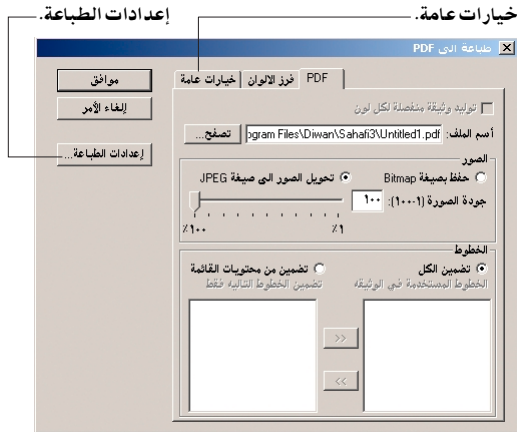 خيارات عامة.
إعدادات الطباعة.
طباعة الى PDF
PDF
فرز الالوان
خيارات عامة
موافق
إلغاء الأمر
إعدادات الطباعة...
توليد وثيقة منفصلة لكل لون
أسم الملف: ogram Files\Diwan\Sahafi3\Untitled1.pdf تصفح...
الصور
حفظ بصيغة Bitmap
تحويل الصور الى صيغة JPEG
جودة الصورة (١-١٠٠): ١٠٠
٪١
٪١٠٠
الخطوط
تضمين الكل
تضمين من محتويات القائمة
الخطوط المستخدمة في الوثيقه
تضمين الخطوط التاليه فقط
>>
<<